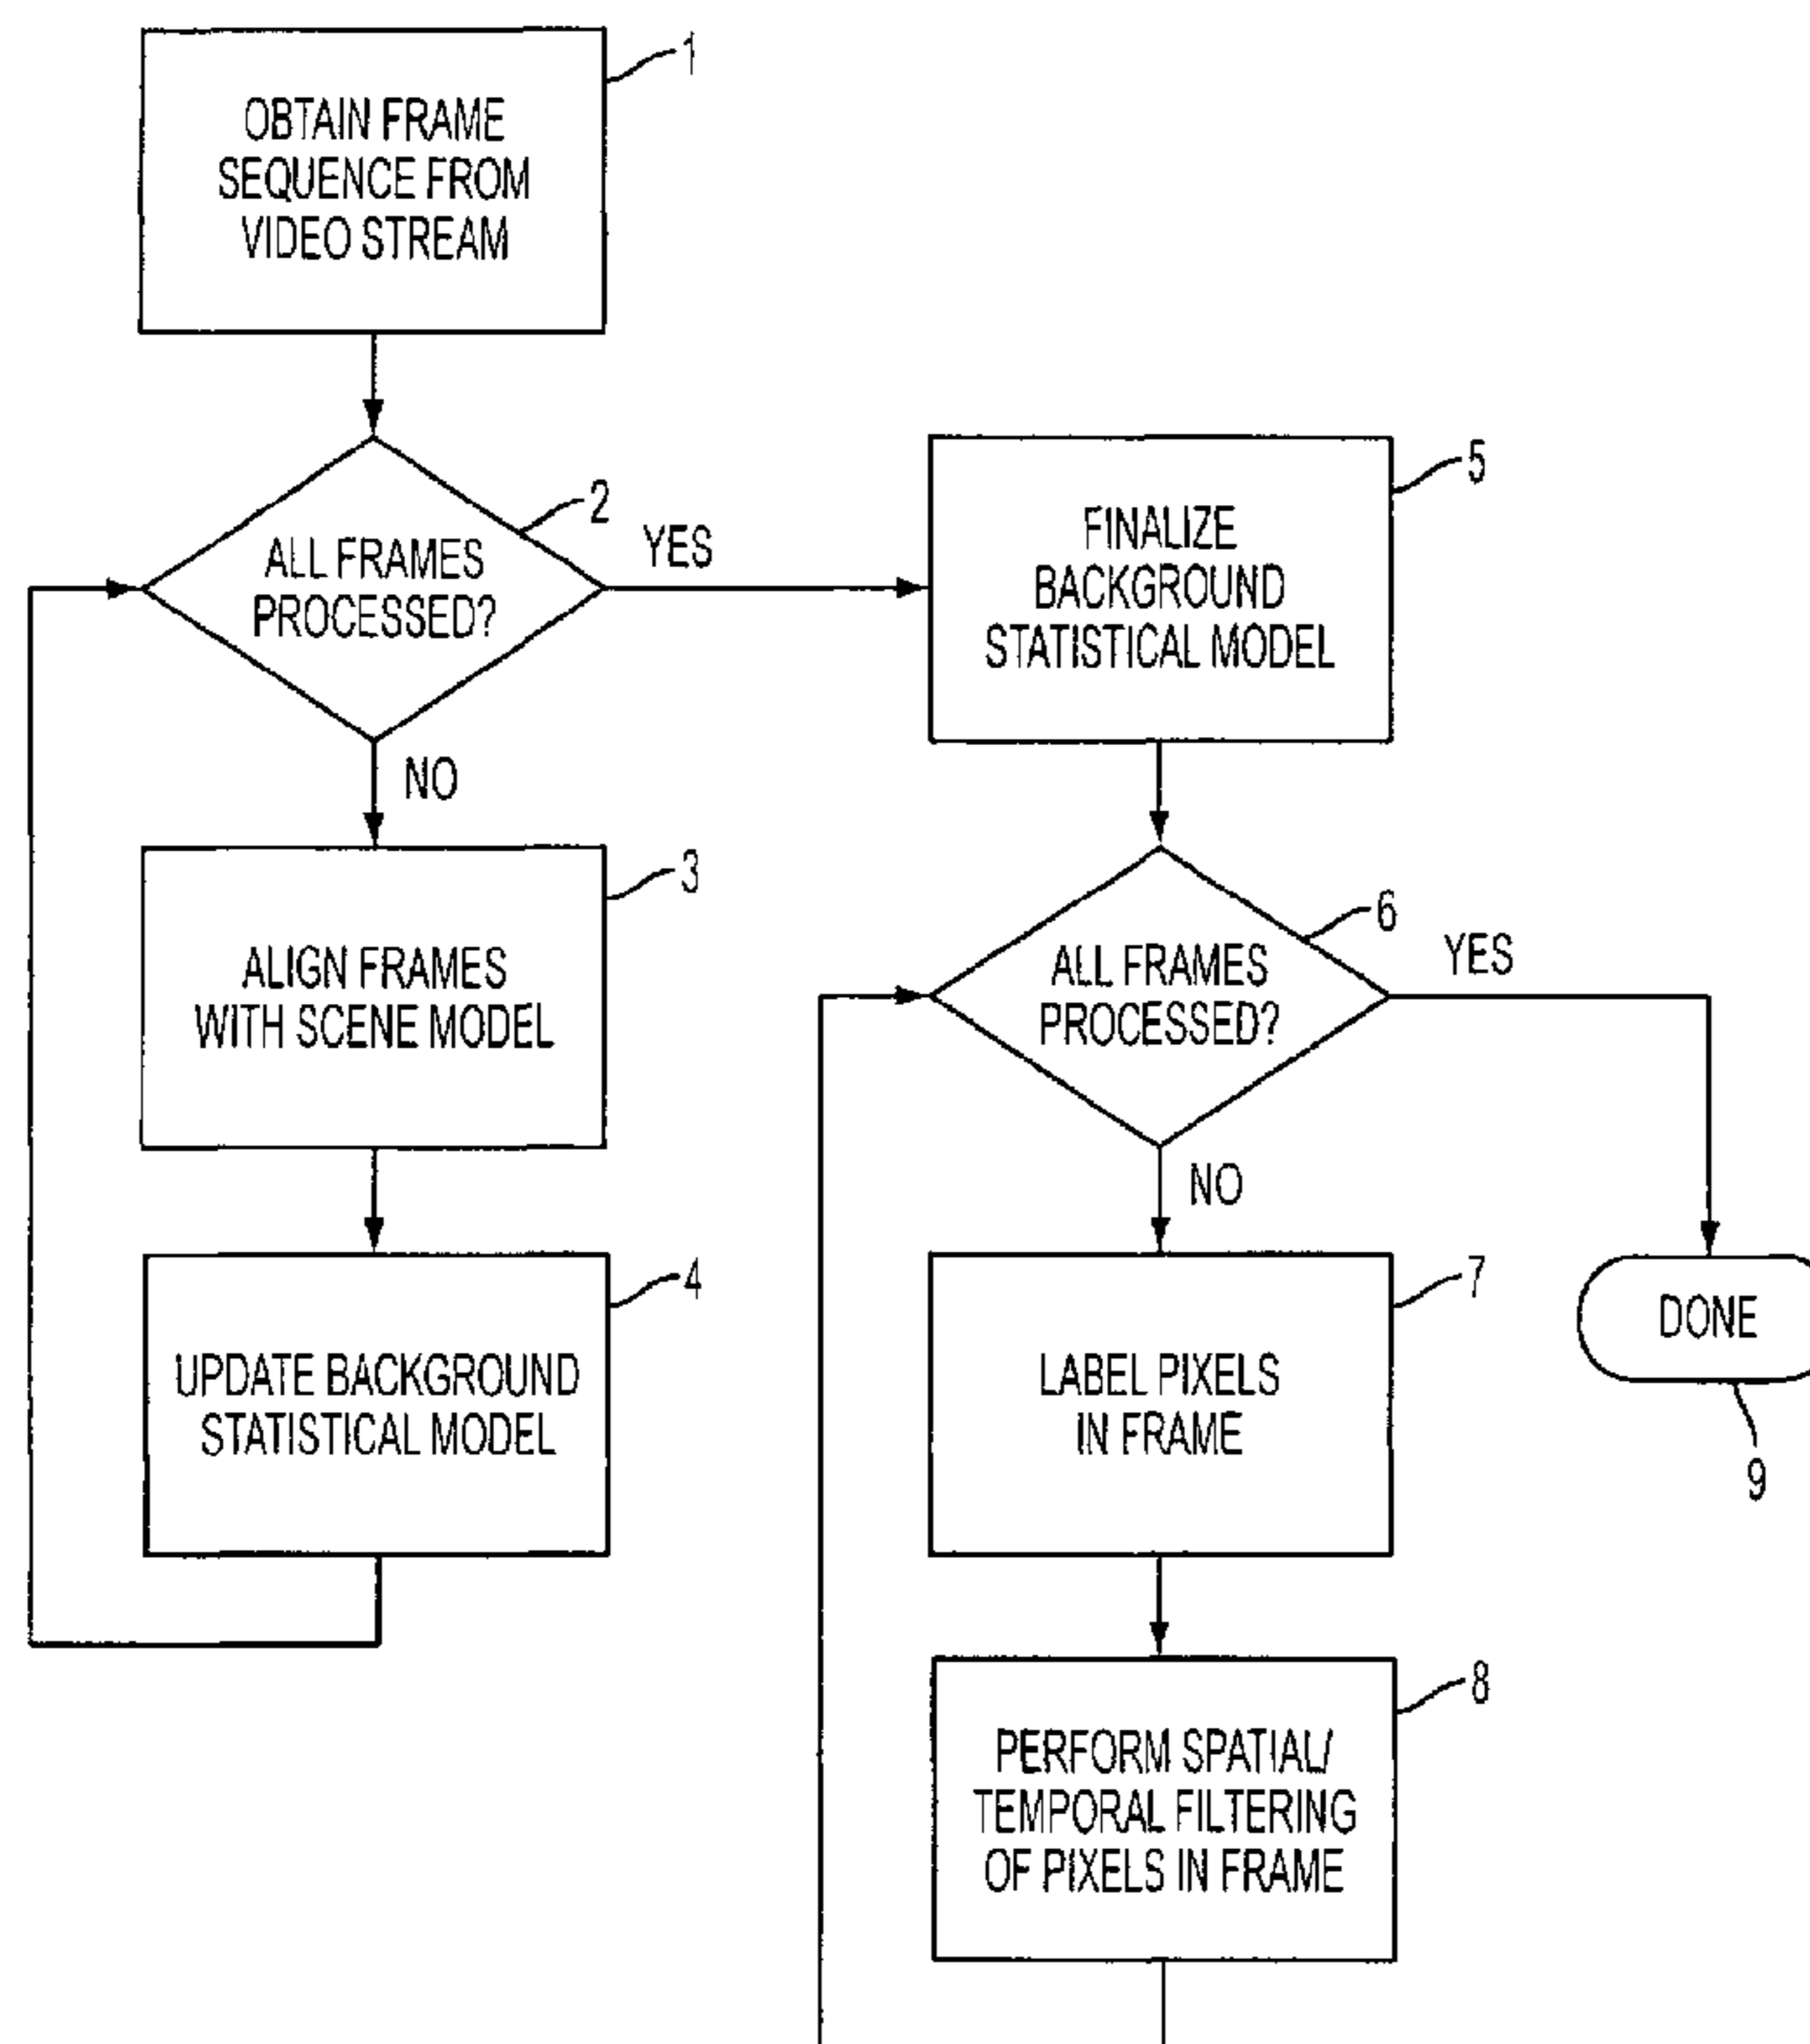 1
OBTAIN FRAME
SEQUENCE FROM
VIDEO STREAM
2
ALL FRAMES
PROCESSED?
YES
NO
3
ALIGN FRAMES
WITH SCENE MODEL
4
UPDATE BACKGROUND
STATISTICAL MODEL
5
FINALIZE
BACKGROUND
STATISTICAL MODEL
6
ALL FRAMES
PROCESSED?
YES
NO
7
LABEL PIXELS
IN FRAME
8
PERFORM SPATIAL/
TEMPORAL FILTERING
OF PIXELS IN FRAME
DONE
9